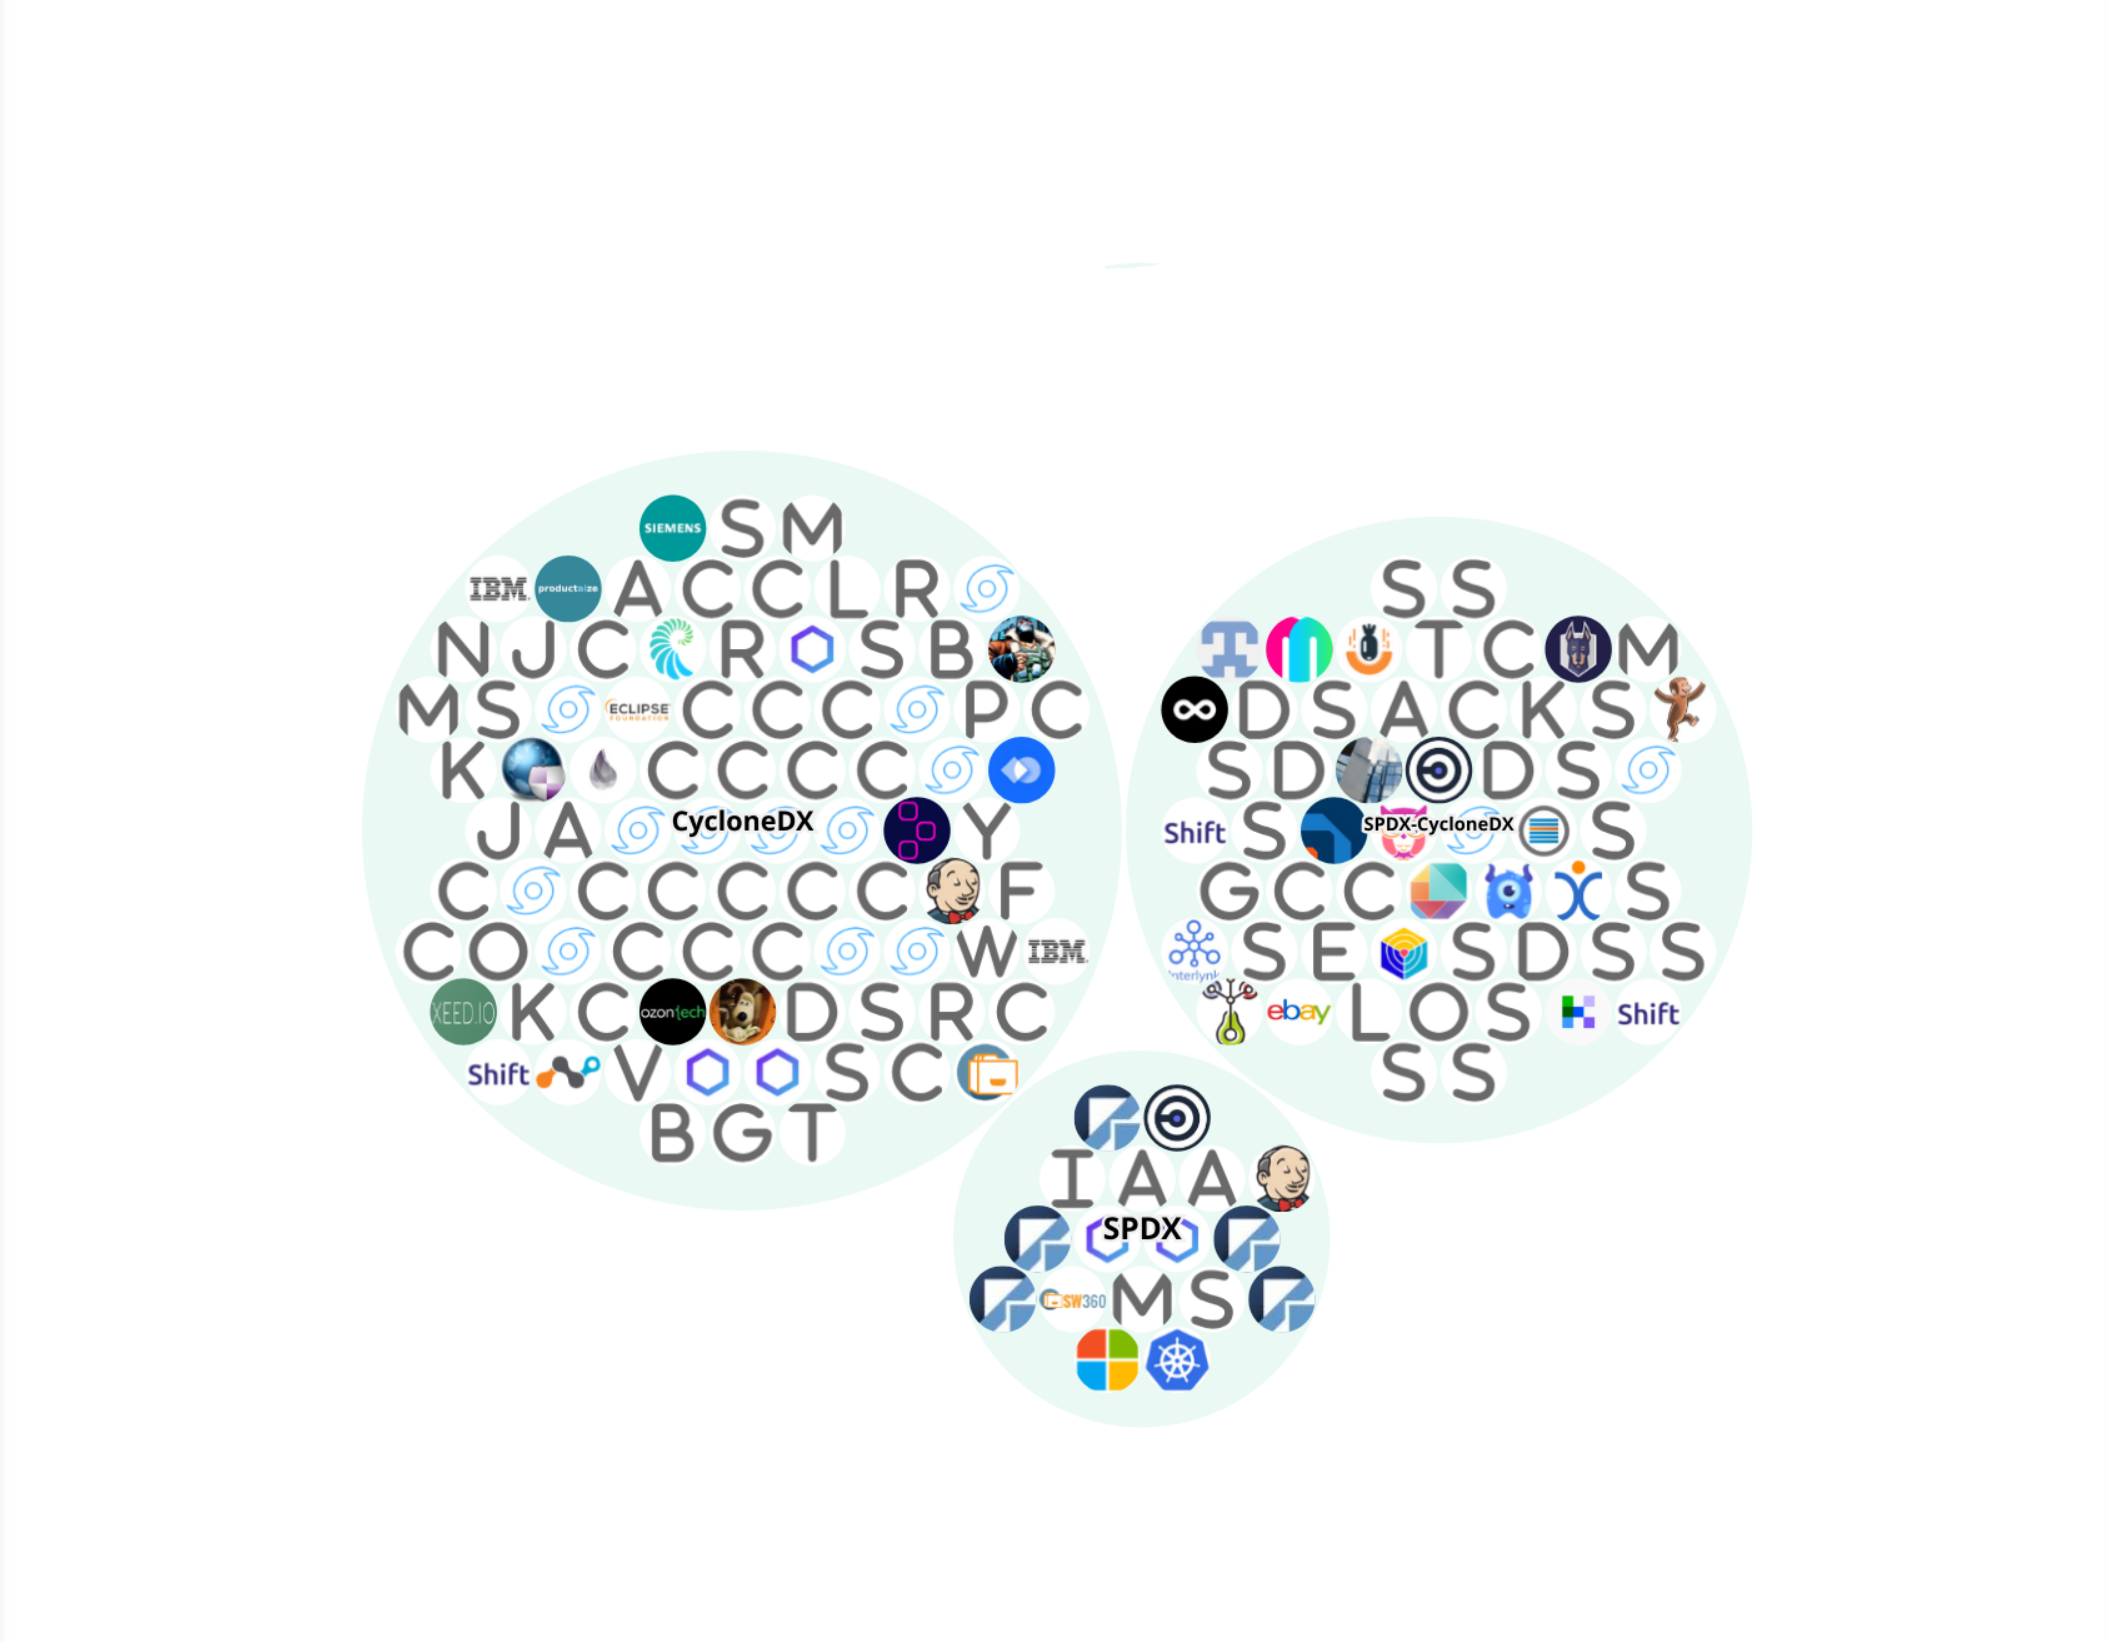 SIEMENS S M
IBM productaize A C C L R
N J C R S B
M S ECLIPSE FOUNDATION C C C P C
K C C C C
J A CycloneDX Y
C C C C C C F
C O C C C W IBM
XEED.IO K C ozon{ech D S R C
Shift V S C
B G T
S S
T C M
D S A C K S
S D D S
Shift S SPDX-CycloneDX S
G C C S
interlynk S E S D S S
ebay L O S Shift
S S
I A A
SPDX
SW360 M S